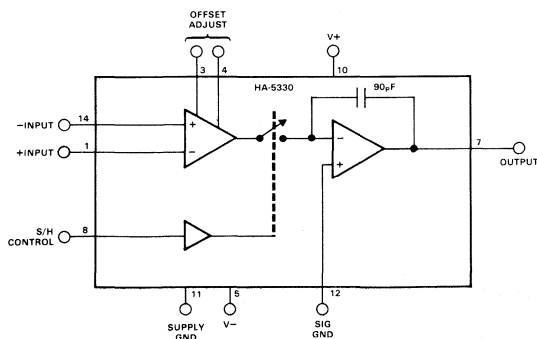 OFFSET
ADJUST
V+
3 4
HA-5330
10
90pF
-INPUT 14
+ -
7
OUTPUT
+INPUT 1
- +
S/H
CONTROL 8
11 5 12
SUPPLY
GND
V-
SIG
GND